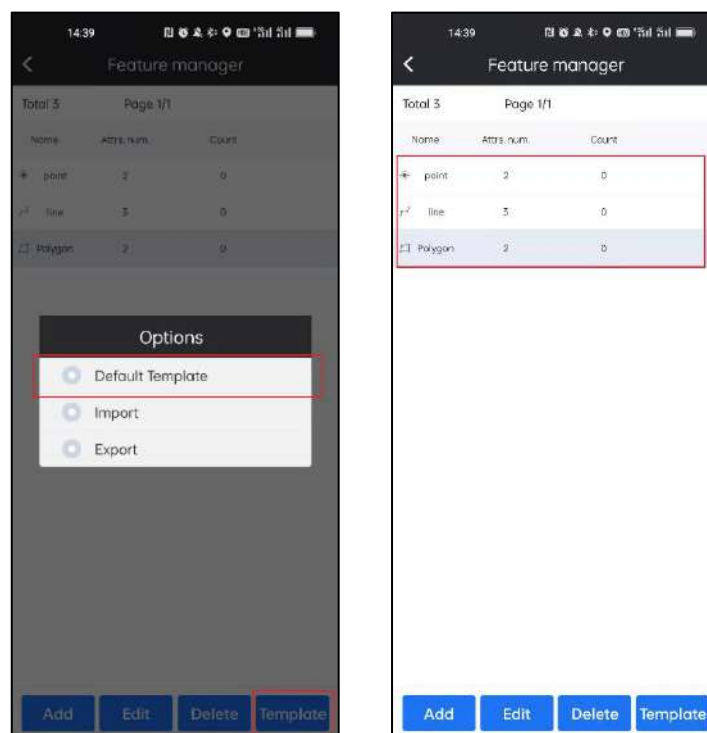 14:39
Feature manager
Total 3 Page 1/1
Name Attrs. num. Count
point 2 0
line 3 0
Polygon 2 0
Options
Default Template
Import
Export
Add Edit Delete Template
14:39
Feature manager
Total 3 Page 1/1
Name Attrs. num. Count
point 2 0
line 3 0
Polygon 2 0
Add Edit Delete Template